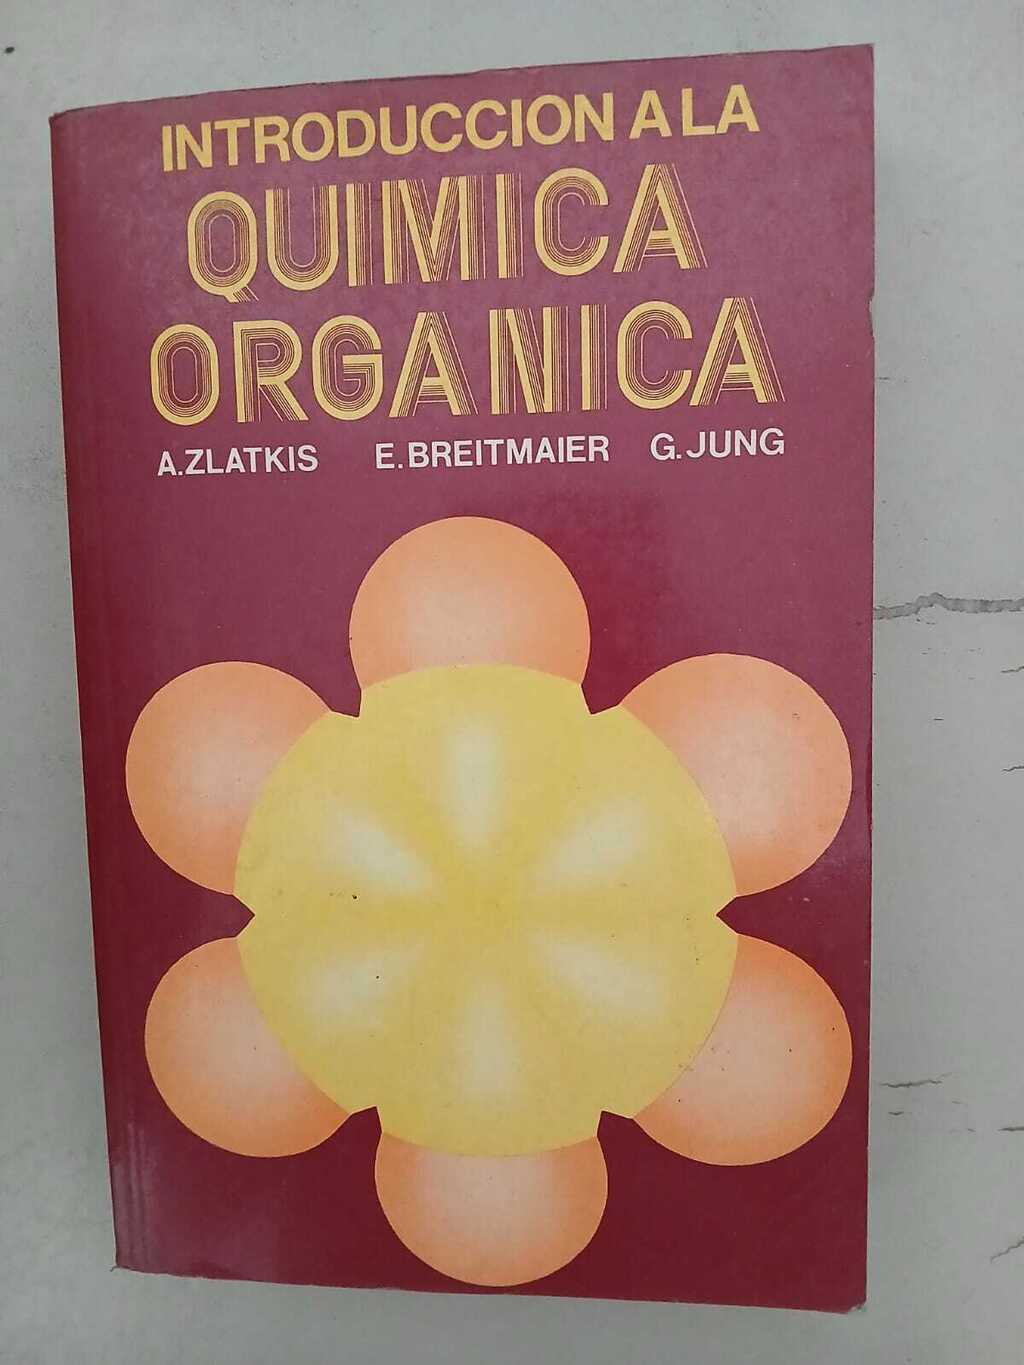 INTRODUCCION A LA
QUIMICA
ORGANICA
A. ZLATKIS E. BREITMAIER G. JUNG